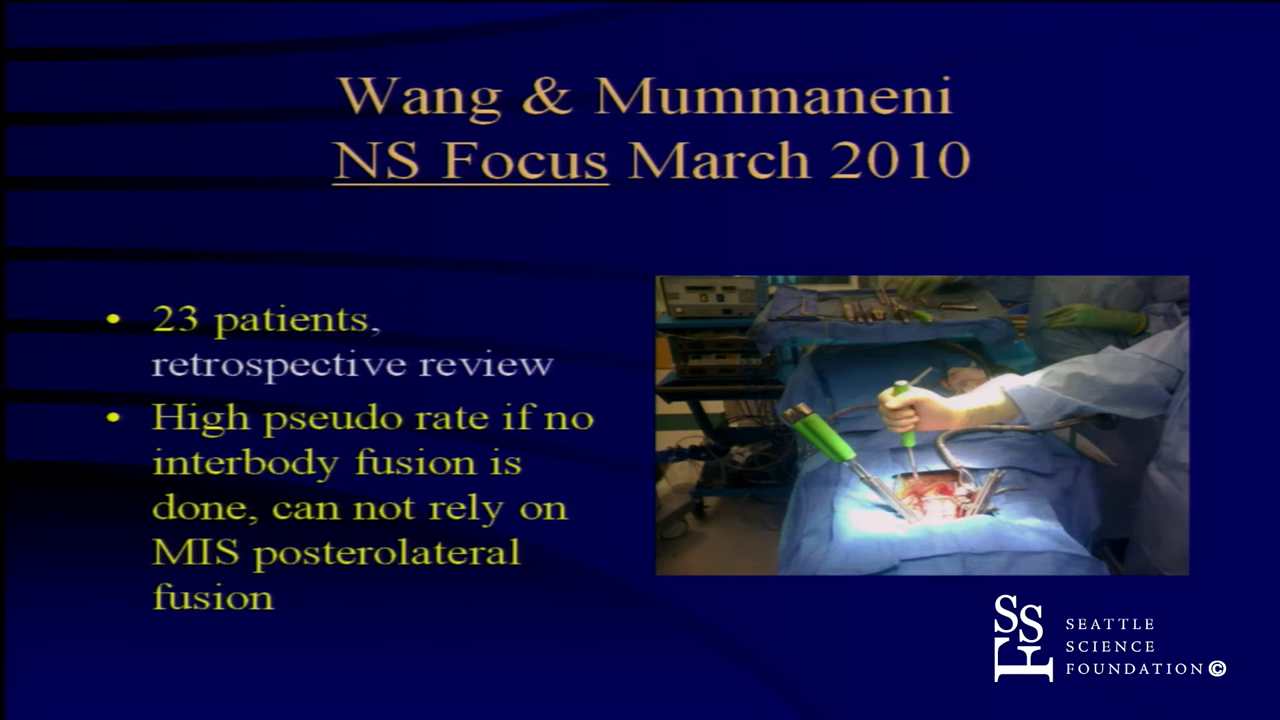 Wang & Mummaneni
NS Focus March 2010
• 23 patients,
retrospective review
• High pseudo rate if no
interbody fusion is
done, can not rely on
MIS posterolateral
fusion
SSF
SEATTLE
SCIENCE
FOUNDATION©